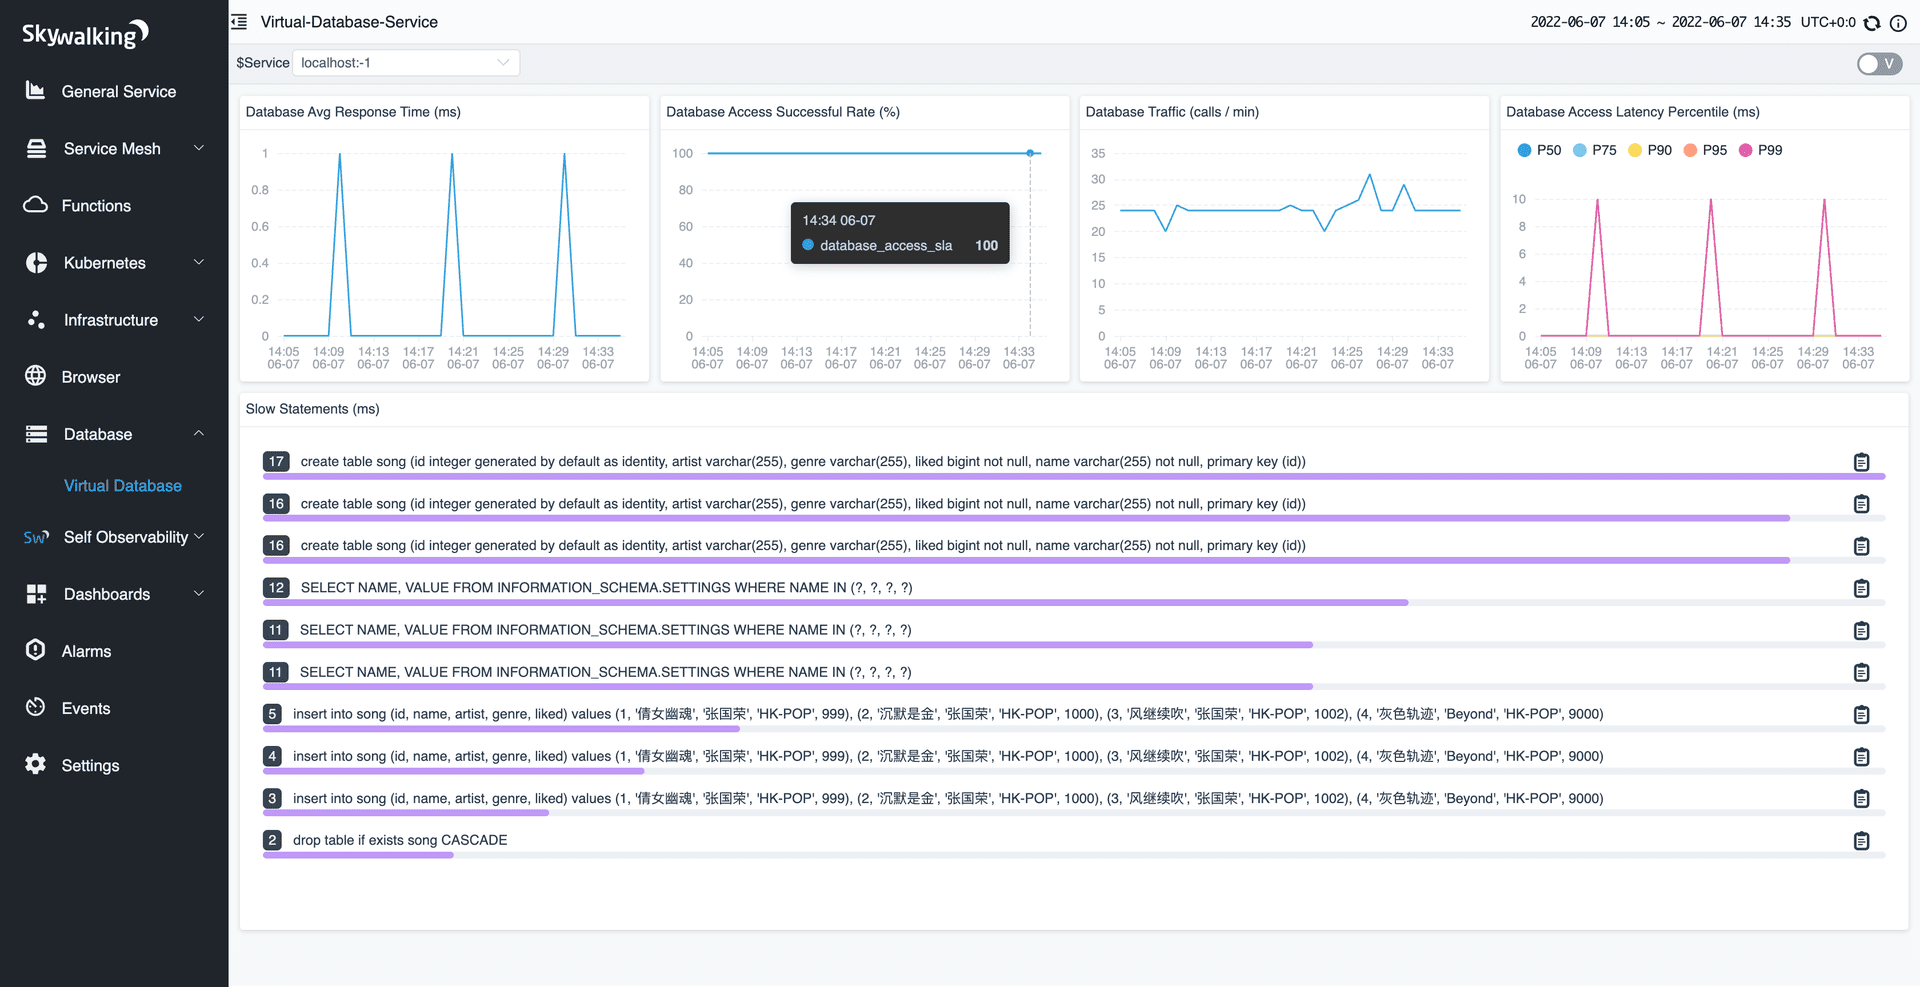 Skywalking
General Service
Service Mesh
Functions
Kubernetes
Infrastructure
Browser
Database
Virtual Database
Sw Self Observability
Dashboards
Alarms
Events
Settings
Virtual-Database-Service
2022-06-07 14:05 ~ 2022-06-07 14:35 UTC+0:0
$Service localhost:-1
V
Database Avg Response Time (ms)
1
0.8
0.6
0.4
0.2
0
14:05 14:09 14:13 14:17 14:21 14:25 14:29 14:33
06-07 06-07 06-07 06-07 06-07 06-07 06-07 06-07
Database Access Successful Rate (%)
100
80
60
40
20
0
14:34 06-07
database_access_sla 100
14:05 14:09 14:13 14:17 14:21 14:25 14:29 14:33
06-07 06-07 06-07 06-07 06-07 06-07 06-07 06-07
Database Traffic (calls / min)
35
30
25
20
15
10
5
0
14:05 14:09 14:13 14:17 14:21 14:25 14:29 14:33
06-07 06-07 06-07 06-07 06-07 06-07 06-07 06-07
Database Access Latency Percentile (ms)
P50 P75 P90 P95 P99
10
8
6
4
2
0
14:05 14:09 14:13 14:17 14:21 14:25 14:29 14:33
06-07 06-07 06-07 06-07 06-07 06-07 06-07 06-07
Slow Statements (ms)
17 create table song (id integer generated by default as identity, artist varchar(255), genre varchar(255), liked bigint not null, name varchar(255) not null, primary key (id))
16 create table song (id integer generated by default as identity, artist varchar(255), genre varchar(255), liked bigint not null, name varchar(255) not null, primary key (id))
16 create table song (id integer generated by default as identity, artist varchar(255), genre varchar(255), liked bigint not null, name varchar(255) not null, primary key (id))
12 SELECT NAME, VALUE FROM INFORMATION_SCHEMA.SETTINGS WHERE NAME IN (?, ?, ?, ?)
11 SELECT NAME, VALUE FROM INFORMATION_SCHEMA.SETTINGS WHERE NAME IN (?, ?, ?, ?)
11 SELECT NAME, VALUE FROM INFORMATION_SCHEMA.SETTINGS WHERE NAME IN (?, ?, ?, ?)
5 insert into song (id, name, artist, genre, liked) values (1, '倩女幽魂', '张国荣', 'HK-POP', 999), (2, '沉默是金', '张国荣', 'HK-POP', 1000), (3, '风继续吹', '张国荣', 'HK-POP', 1002), (4, '灰色轨迹', 'Beyond', 'HK-POP', 9000)
4 insert into song (id, name, artist, genre, liked) values (1, '倩女幽魂', '张国荣', 'HK-POP', 999), (2, '沉默是金', '张国荣', 'HK-POP', 1000), (3, '风继续吹', '张国荣', 'HK-POP', 1002), (4, '灰色轨迹', 'Beyond', 'HK-POP', 9000)
3 insert into song (id, name, artist, genre, liked) values (1, '倩女幽魂', '张国荣', 'HK-POP', 999), (2, '沉默是金', '张国荣', 'HK-POP', 1000), (3, '风继续吹', '张国荣', 'HK-POP', 1002), (4, '灰色轨迹', 'Beyond', 'HK-POP', 9000)
2 drop table if exists song CASCADE